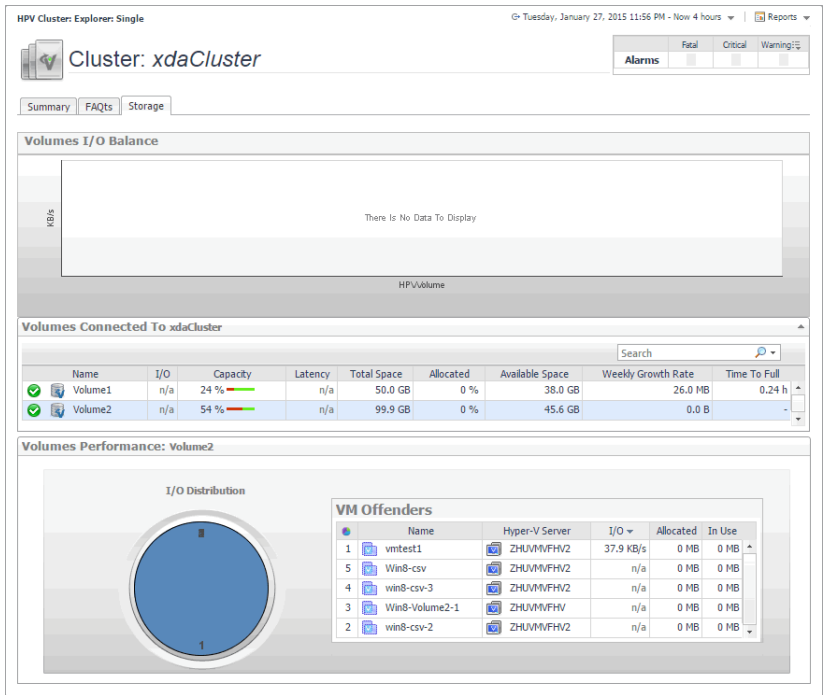 HPV Cluster: Explorer: Single
Tuesday, January 27, 2015 11:56 PM - Now 4 hours
Reports
Cluster: xdaCluster
Fatal Critical Warning
Alarms
Summary FAQts Storage
Volumes I/O Balance
KB/s
There Is No Data To Display
HPVVolume
Volumes Connected To xdaCluster
Search
Name I/O Capacity Latency Total Space Allocated Available Space Weekly Growth Rate Time To Full
Volume1 n/a 24 % n/a 50.0 GB 0 % 38.0 GB 26.0 MB 0.24 h
Volume2 n/a 54 % n/a 99.9 GB 0 % 45.6 GB 0.0 B -
Volumes Performance: Volume2
I/O Distribution
1
VM Offenders
Name Hyper-V Server I/O Allocated In Use
1 vmtest1 ZHUVMVFHV2 37.9 KB/s 0 MB 0 MB
5 Win8-csv ZHUVMVFHV2 n/a 0 MB 0 MB
4 win8-csv-3 ZHUVMVFHV2 n/a 0 MB 0 MB
3 Win8-Volume2-1 ZHUVMVFHV n/a 0 MB 0 MB
2 win8-csv-2 ZHUVMVFHV2 n/a 0 MB 0 MB